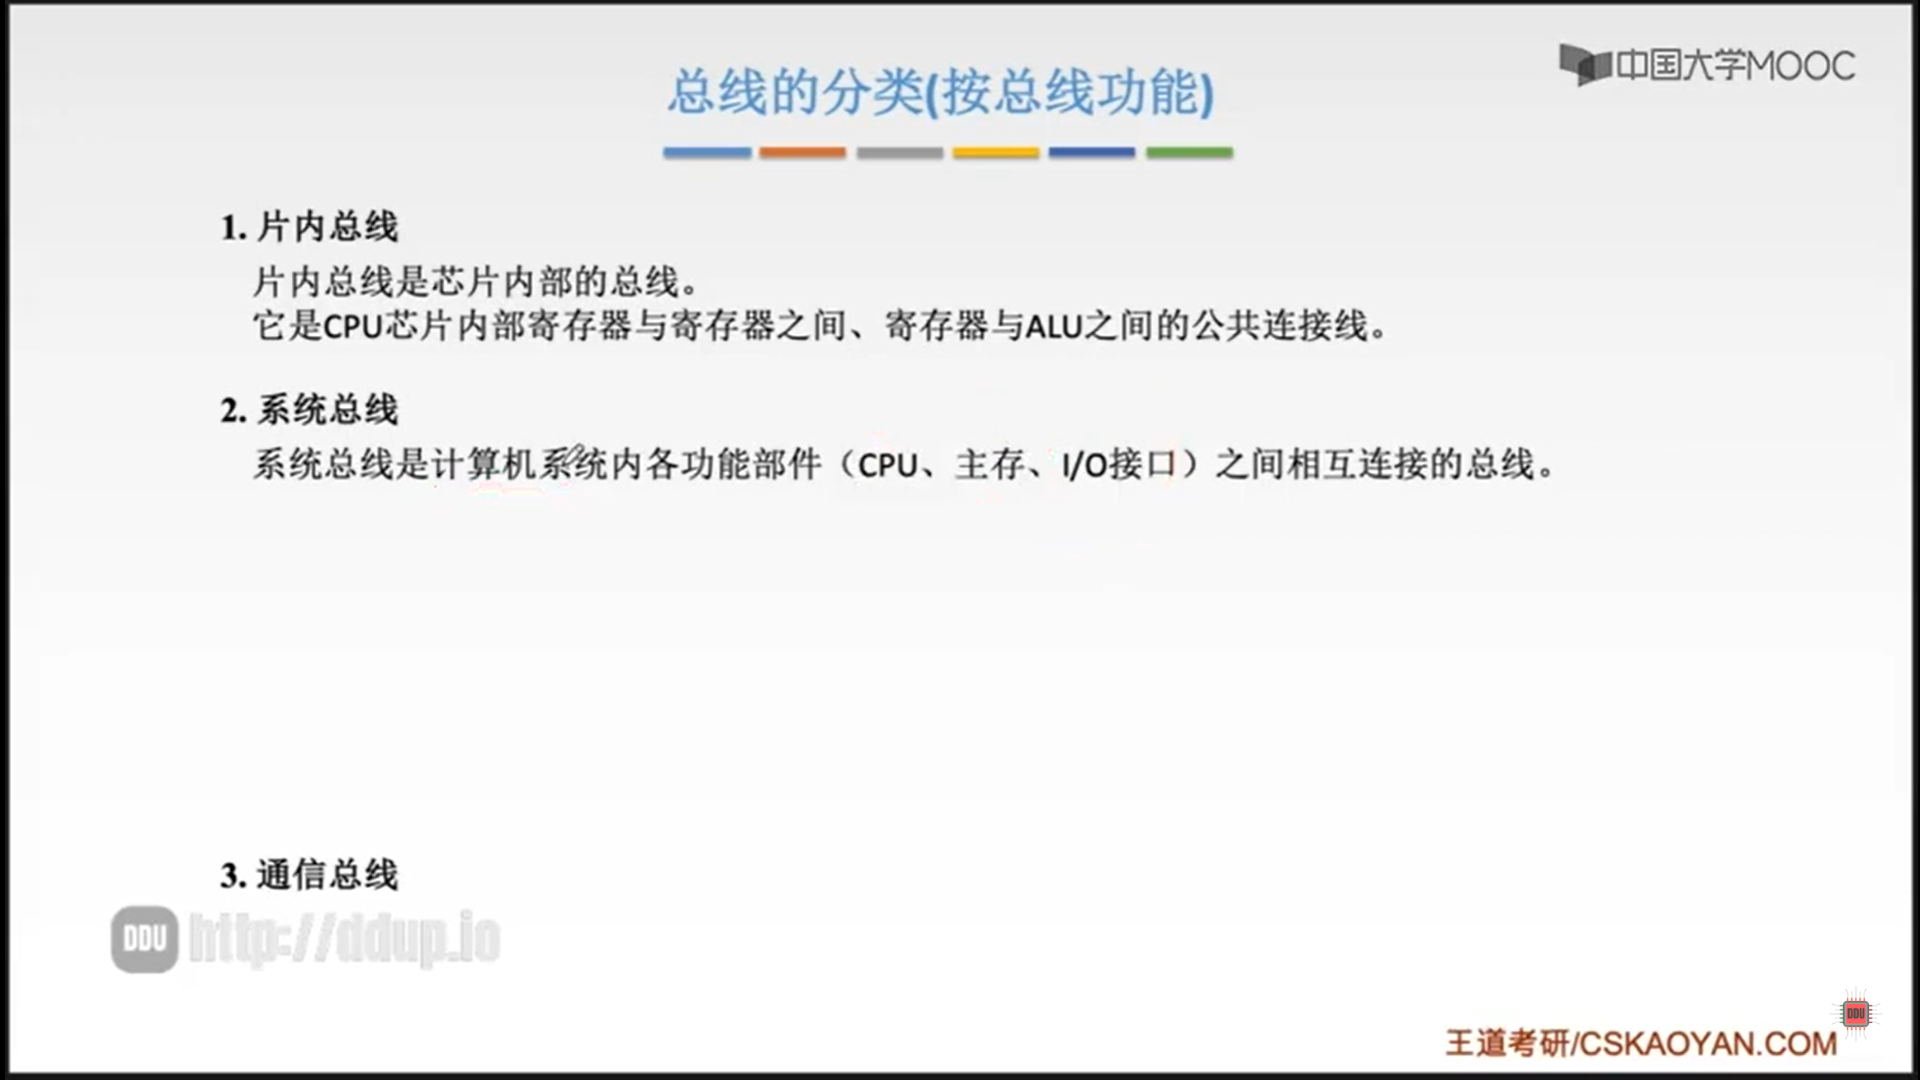 中国大学MOOC
总线的分类(按总线功能)
1. 片内总线
片内总线是芯片内部的总线。
它是CPU芯片内部寄存器与寄存器之间、寄存器与ALU之间的公共连接线。
2. 系统总线
系统总线是计算机系统内各功能部件（CPU、主存、I/O接口）之间相互连接的总线。
3. 通信总线
DDU http://ddup.io
DDU
王道考研/CSKAOYAN.COM